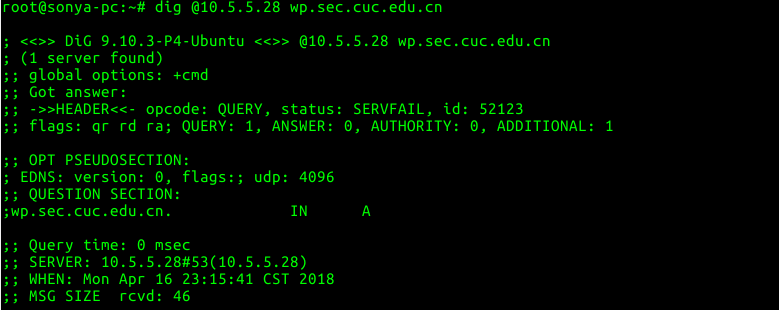 root@sonya-pc:~# dig @10.5.5.28 wp.sec.cuc.edu.cn
; <<>> DiG 9.10.3-P4-Ubuntu <<>> @10.5.5.28 wp.sec.cuc.edu.cn
; (1 server found)
;; global options: +cmd
;; Got answer:
;; ->>HEADER<<- opcode: QUERY, status: SERVFAIL, id: 52123
;; flags: qr rd ra; QUERY: 1, ANSWER: 0, AUTHORITY: 0, ADDITIONAL: 1
;; OPT PSEUDOSECTION:
; EDNS: version: 0, flags:; udp: 4096
;; QUESTION SECTION:
;wp.sec.cuc.edu.cn. IN A
;; Query time: 0 msec
;; SERVER: 10.5.5.28#53(10.5.5.28)
;; WHEN: Mon Apr 16 23:15:41 CST 2018
;; MSG SIZE rcvd: 46